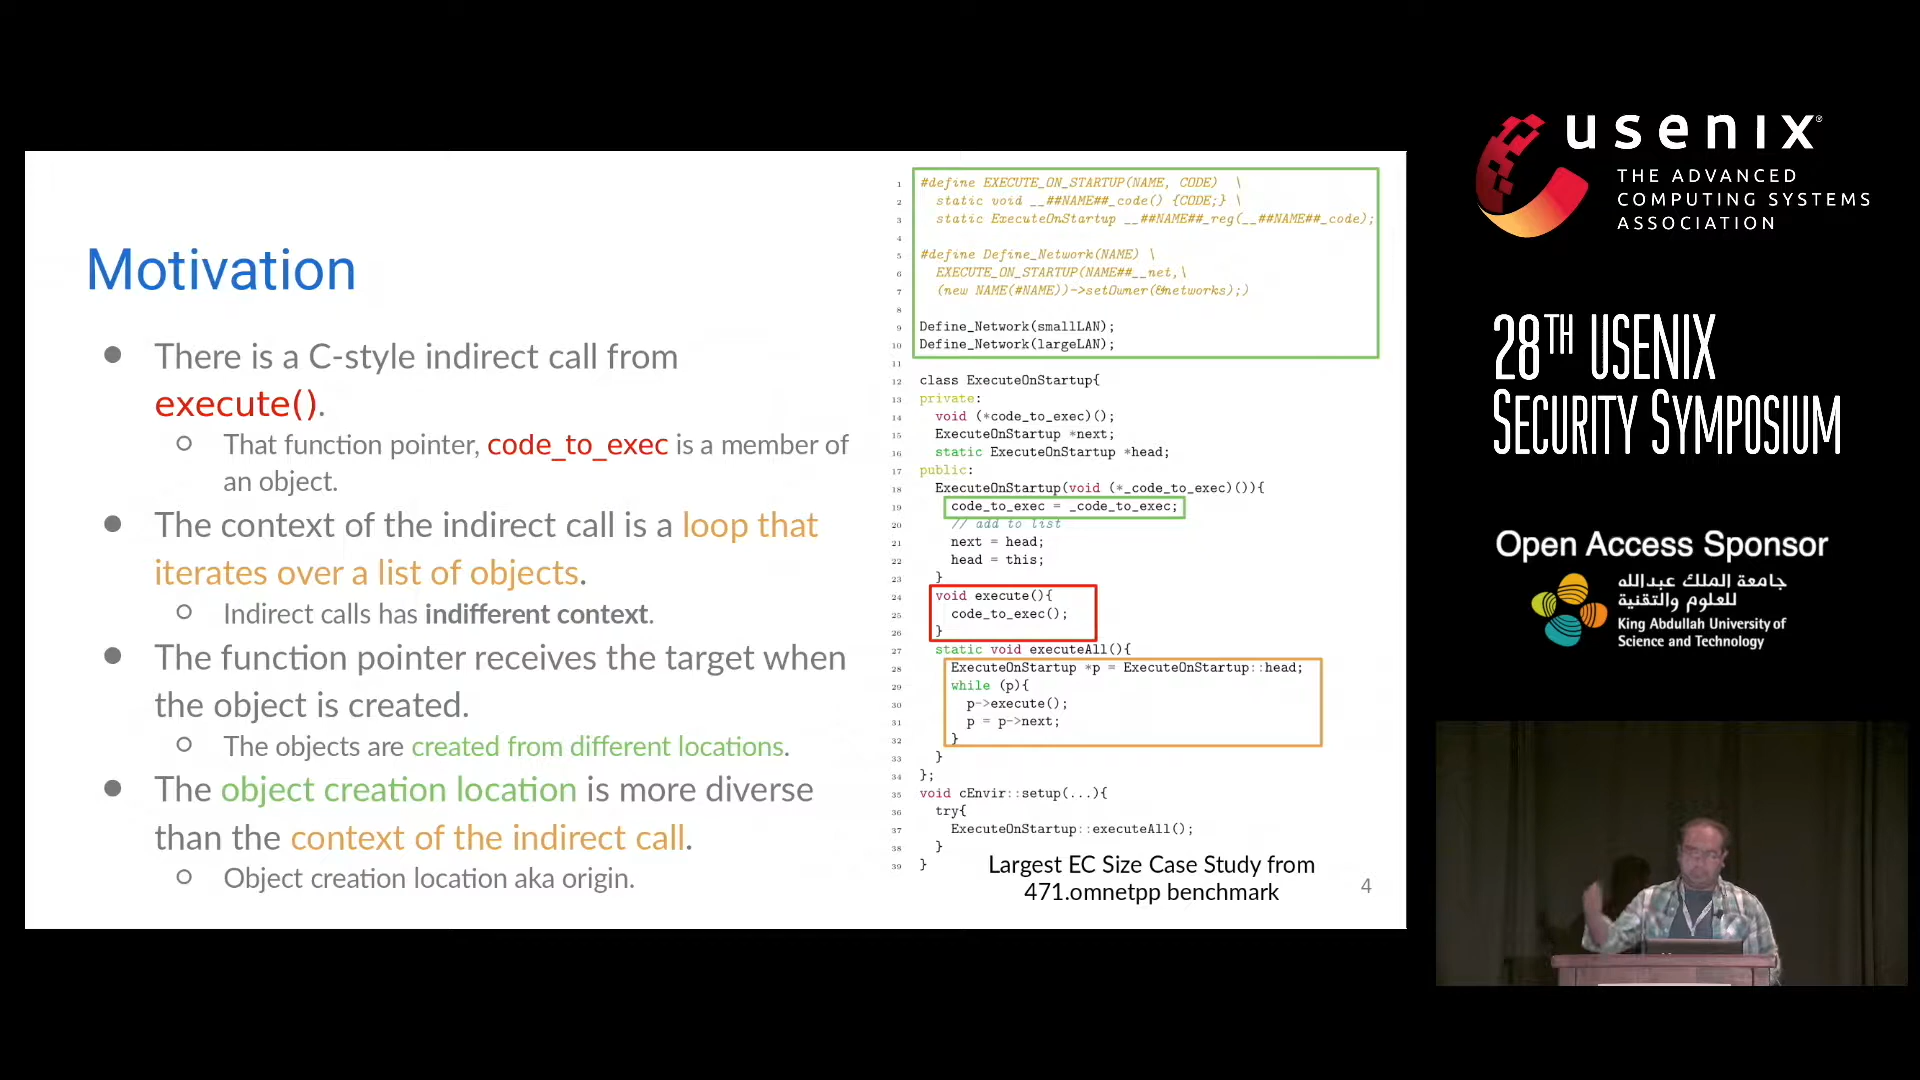 Motivation
● There is a C-style indirect call from
execute().
○ That function pointer, code_to_exec is a member of
an object.
● The context of the indirect call is a loop that
iterates over a list of objects.
○ Indirect calls has indifferent context.
● The function pointer receives the target when
the object is created.
○ The objects are created from different locations.
● The object creation location is more diverse
than the context of the indirect call.
○ Object creation location aka origin.
1 #define EXECUTE_ON_STARTUP(NAME, CODE) \
2 static void __##NAME##_code() {CODE;} \
3 static ExecuteOnStartup __##NAME##_reg(__##NAME##_code);
4
5 #define Define_Network(NAME) \
6 EXECUTE_ON_STARTUP(NAME##__net,\
7 (new NAME(#NAME))->setOwner(&networks);)
8
9 Define_Network(smallLAN);
10 Define_Network(largeLAN);
11
12 class ExecuteOnStartup{
13 private:
14 void (*code_to_exec)();
15 ExecuteOnStartup *next;
16 static ExecuteOnStartup *head;
17 public:
18 ExecuteOnStartup(void (*_code_to_exec)()){
19 code_to_exec = _code_to_exec;
20 // add to list
21 next = head;
22 head = this;
23 }
24 void execute(){
25 code_to_exec();
26 }
27 static void executeAll(){
28 ExecuteOnStartup *p = ExecuteOnStartup::head;
29 while (p){
30 p->execute();
31 p = p->next;
32 }
33 }
34 };
35 void cEnvir::setup(...){
36 try{
37 ExecuteOnStartup::executeAll();
38 }
39 }
Largest EC Size Case Study from
471.omnetpp benchmark
4
usenix®
THE ADVANCED
COMPUTING SYSTEMS
ASSOCIATION
28TH USENIX
SECURITY SYMPOSIUM
Open Access Sponsor
جامعة الملك عبدالله
للعلوم والتقنية
King Abdullah University of
Science and Technology